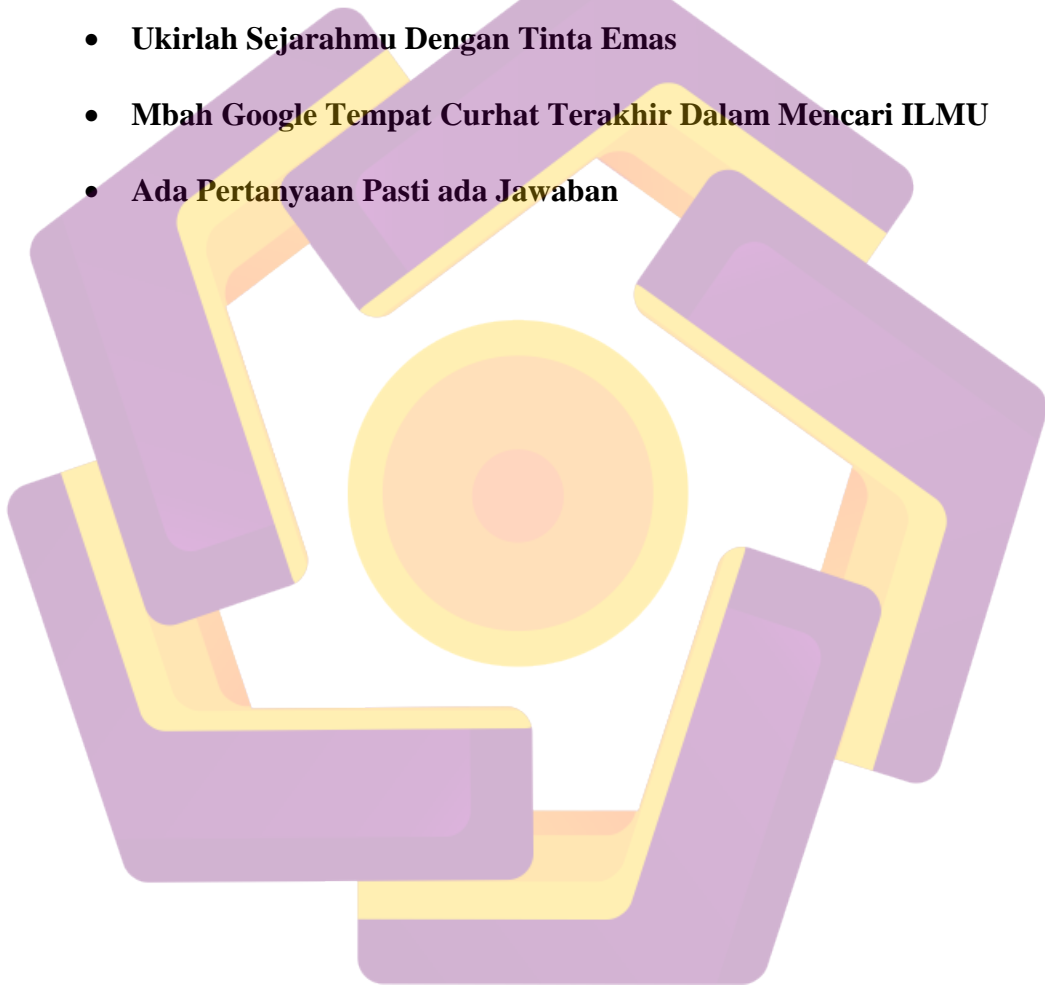 • Ukirlah Sejarahmu Dengan Tinta Emas
• Mbah Google Tempat Curhat Terakhir Dalam Mencari ILMU
• Ada Pertanyaan Pasti ada Jawaban